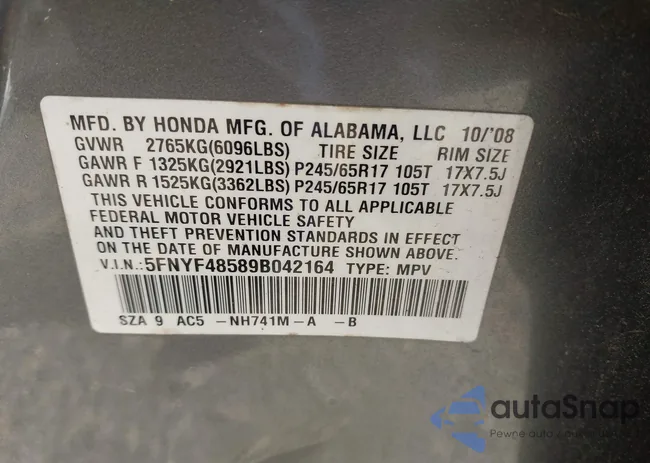 MFD. BY HONDA MFG. OF ALABAMA, LLC 10/'08
GVWR 2765KG(6096LBS) TIRE SIZE RIM SIZE
GAWR F 1325KG(2921LBS) P245/65R17 105T 17X7.5J
GAWR R 1525KG(3362LBS) P245/65R17 105T 17X7.5J
THIS VEHICLE CONFORMS TO ALL APPLICABLE
FEDERAL MOTOR VEHICLE SAFETY
AND THEFT PREVENTION STANDARDS IN EFFECT
ON THE DATE OF MANUFACTURE SHOWN ABOVE.
V.I.N.:5FNYF48589B042164 TYPE: MPV
SZA 9 AC5 -NH741M-A -B
autaSnap
Pewne auto z